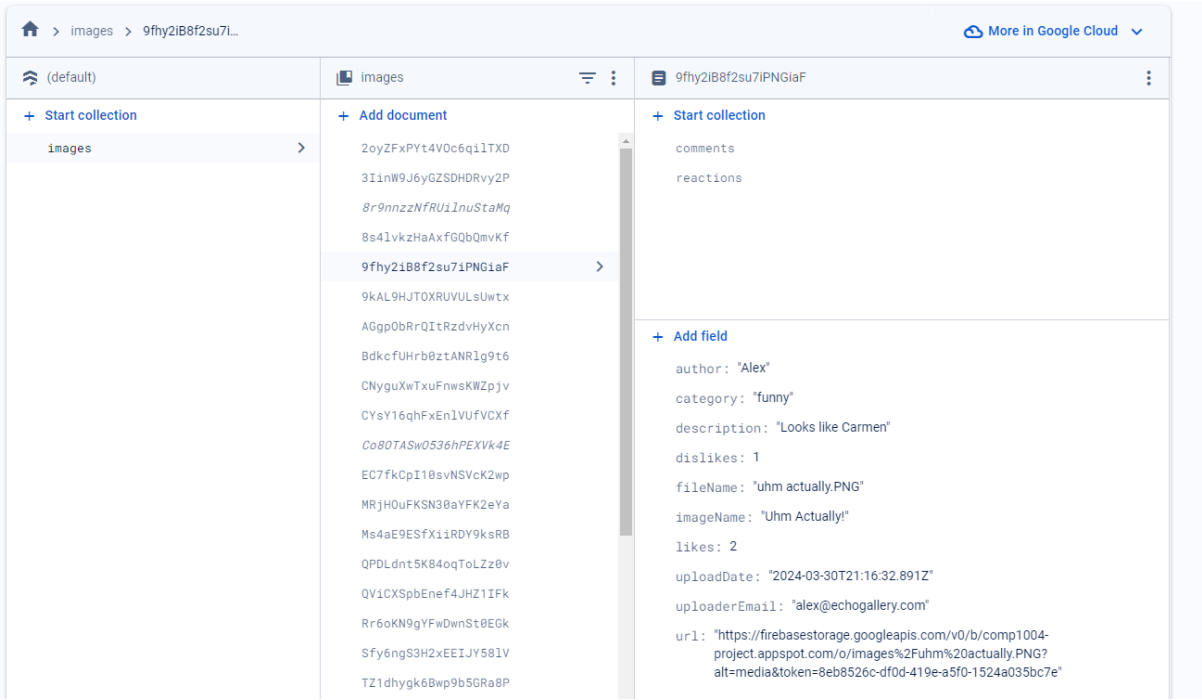 images > 9fhy2iB8f2su7i...
More in Google Cloud
(default)
Start collection
images
images
Add document
2oyZFxPYt4VOc6qilTXD
3IinW9J6yGZSDHDRvy2P
8r9nnzzNfRUilnuStaMq
8s4lvkzHaAxfGQbQmvKf
9fhy2iB8f2su7iPNGiaF
9kAL9HJTOXRUVULsUwtx
AGgpObRrQItRzdvHyXcn
BdkcfUHrb0ztANRlg9t6
CNyguXwTxuFnwsKWZpjv
CYsY16qhFxEnlVUfVCXf
Co8OTASwO536hPEXVk4E
EC7fkCpI10svNSVcK2wp
MRjHOuFKSN30aYFK2eYa
Ms4aE9ESfXiiRDY9ksRB
QPDLdnt5K84oqToLZz0v
QViCXSpbEnef4JHZ1IFk
Rr6oKN9gYFwDwnSt0EGk
Sfy6ngS3H2xEEIJY58lV
TZ1dhygk6Bwp9b5GRa8P
9fhy2iB8f2su7iPNGiaF
Start collection
comments
reactions
Add field
author: "Alex"
category: "funny"
description: "Looks like Carmen"
dislikes: 1
fileName: "uhm actually.PNG"
imageName: "Uhm Actually!"
likes: 2
uploadDate: "2024-03-30T21:16:32.891Z"
uploaderEmail: "alex@echogallery.com"
url: "https://firebasestorage.googleapis.com/v0/b/comp1004-
project.appspot.com/o/images%2Fuhm%20actually.PNG?
alt=media&token=8eb8526c-df0d-419e-a5f0-1524a035bc7e"